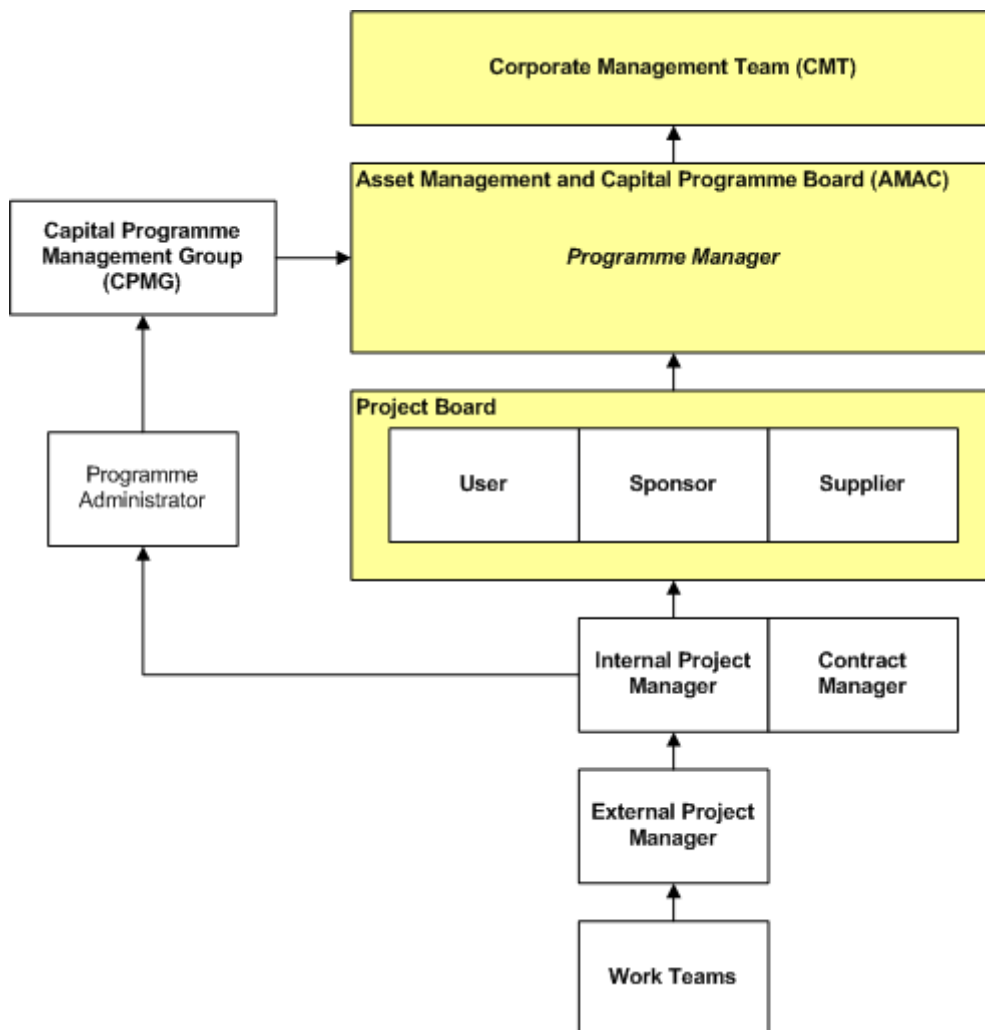 Corporate Management Team (CMT)
Asset Management and Capital Programme Board (AMAC)
Programme Manager
Capital Programme
Management Group
(CPMG)
Project Board
User
Sponsor
Supplier
Programme
Administrator
Internal Project
Manager
Contract
Manager
External Project
Manager
Work Teams